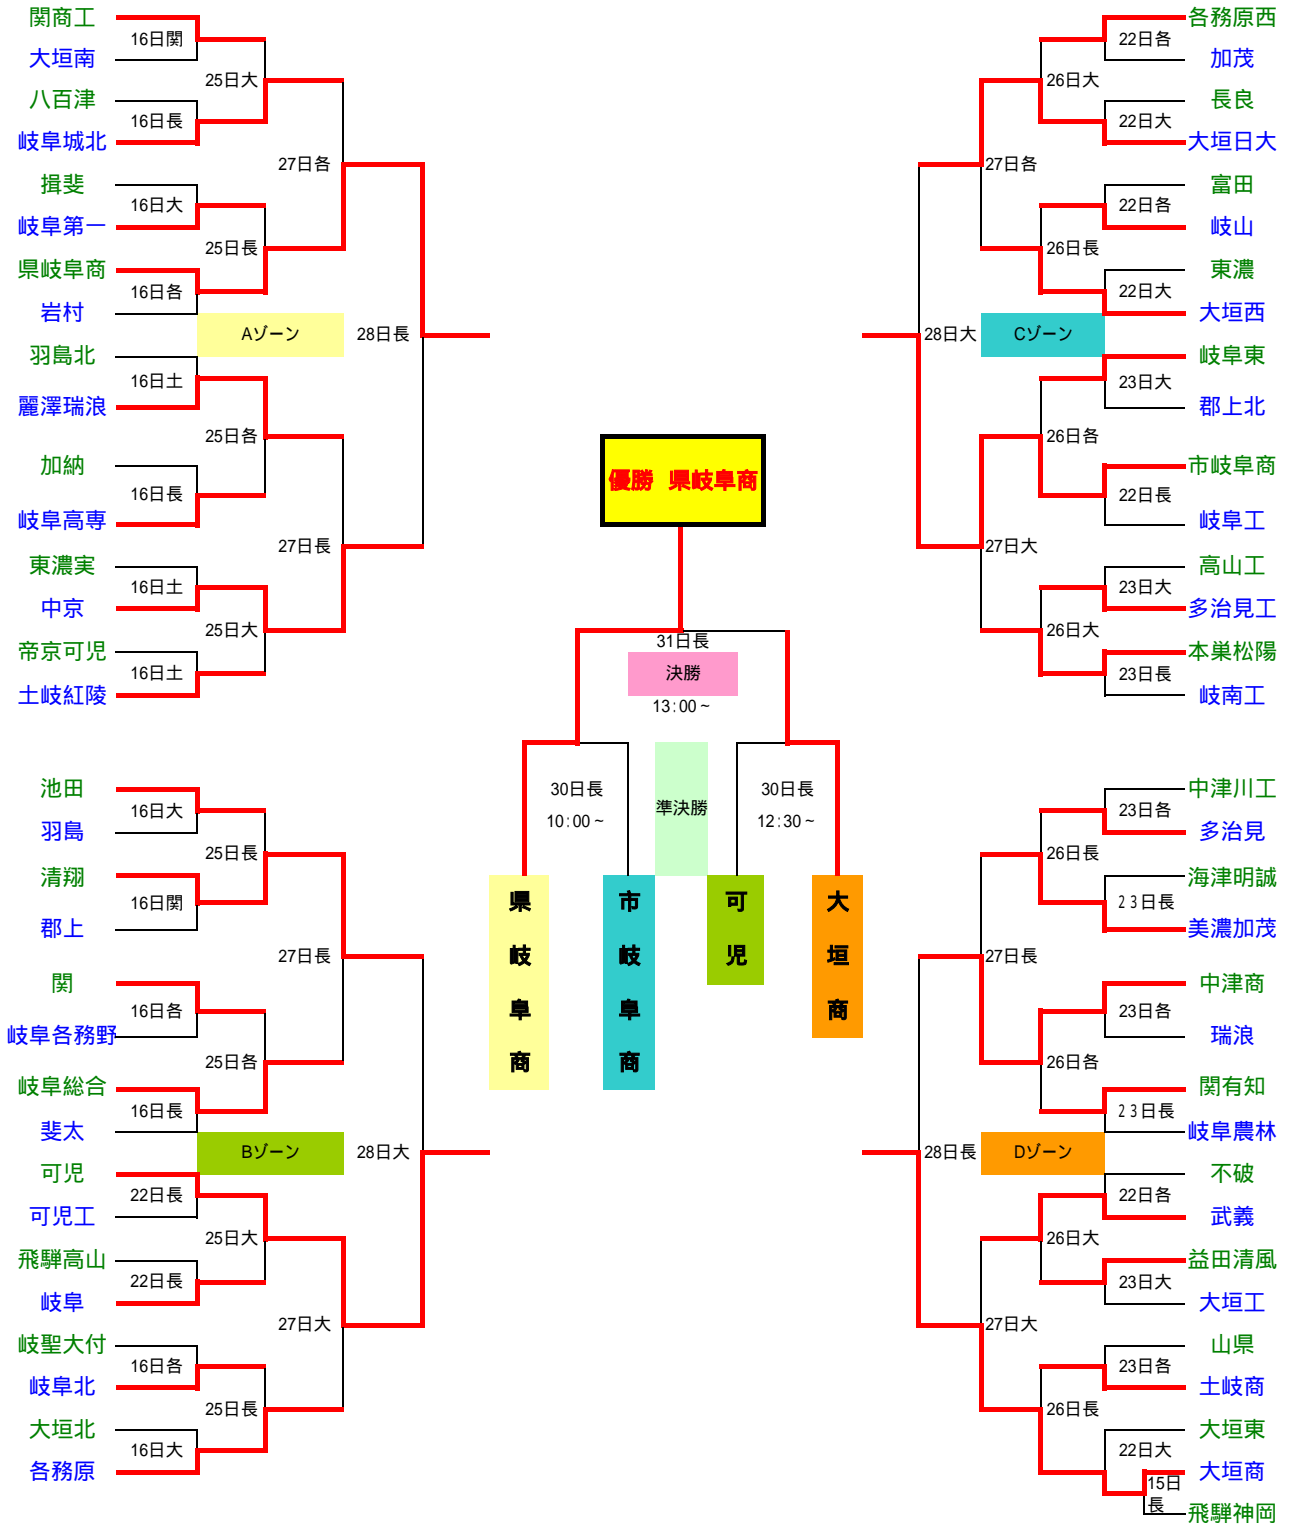 関商工
16日関
大垣南
25日大
八百津
16日長
岐阜城北
27日各
揖斐
16日大
岐阜第一
25日長
県岐阜商
16日各
岩村
Aゾーン
28日長
羽島北
16日土
麗澤瑞浪
25日各
加納
16日長
岐阜高専
27日長
東濃実
16日土
中京
25日大
帝京可児
16日土
土岐紅陵
池田
16日大
羽島
25日長
清翔
16日関
郡上
27日長
関
16日各
岐阜各務野
25日各
岐阜総合
16日長
斐太
Bゾーン
28日大
可児
22日長
可児工
25日大
飛騨高山
22日長
岐阜
27日大
岐聖大付
16日各
岐阜北
25日長
大垣北
16日大
各務原
優勝 県岐阜商
31日長
決勝
13:00~
30日長
10:00~
準決勝
30日長
12:30~
県岐阜商
市岐阜商
可児
大垣商
各務原西
22日各
加茂
26日大
長良
22日大
大垣日大
27日各
富田
22日各
岐山
26日長
東濃
22日大
大垣西
28日大
Cゾーン
岐阜東
23日大
郡上北
26日各
市岐阜商
22日長
岐阜工
27日大
高山工
23日大
多治見工
26日大
本巣松陽
23日長
岐南工
中津川工
23日各
多治見
26日長
海津明誠
23日長
美濃加茂
27日長
中津商
23日各
瑞浪
26日各
関有知
23日長
岐阜農林
28日長
Dゾーン
不破
22日各
武義
26日大
益田清風
23日大
大垣工
27日大
山県
23日各
土岐商
26日長
大垣東
22日大
大垣商
15日
長
飛騨神岡